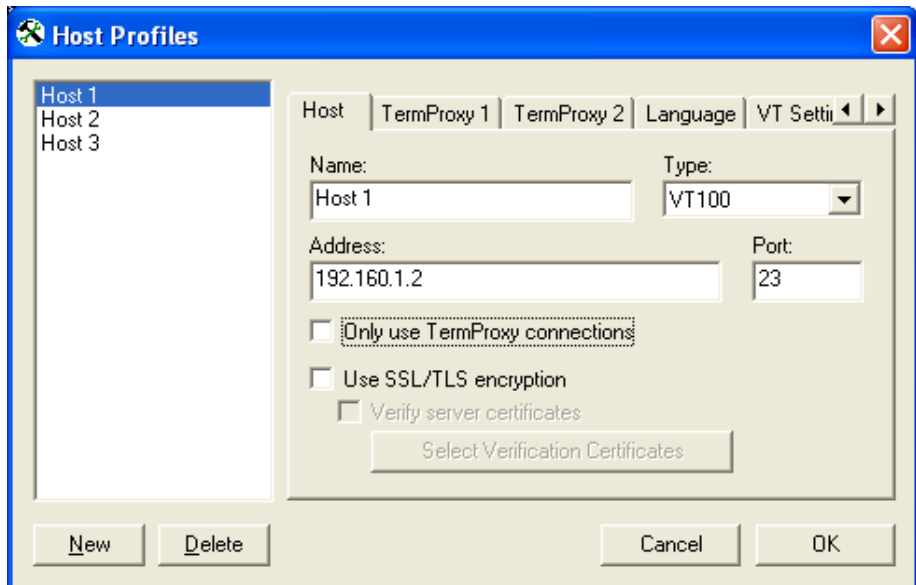 Host Profiles
Host 1
Host 2
Host 3
Host TermProxy 1 TermProxy 2 Language VT Settin
Name: Type:
Host 1 VT100
Address: Port:
192.160.1.2 23
Only use TermProxy connections
Use SSL/TLS encryption
Verify server certificates
Select Verification Certificates
New Delete Cancel OK